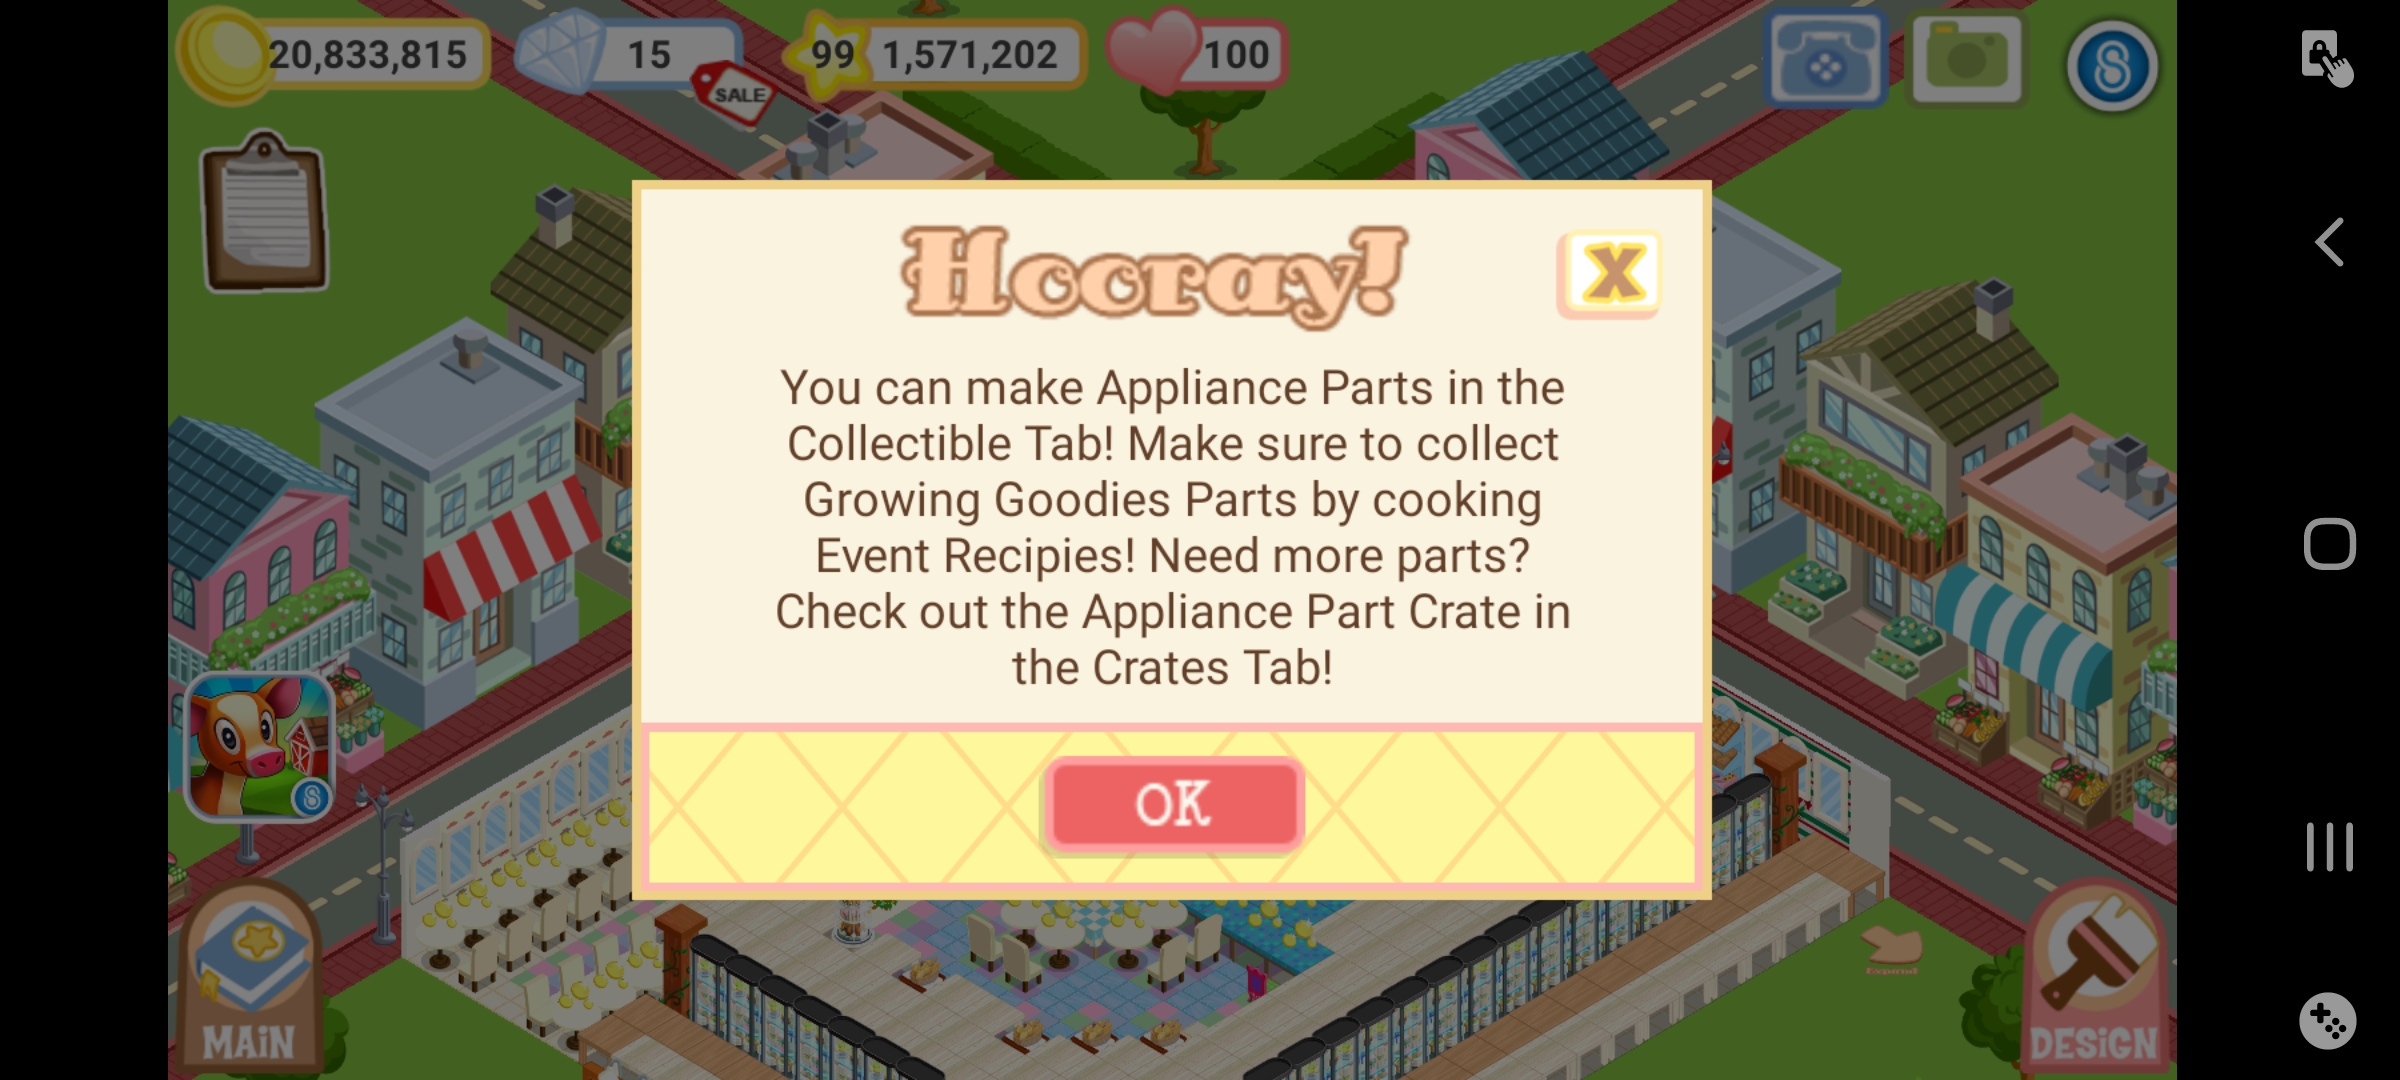 20,833,815
15
SALE
99
1,571,202
100
Hooray!
X
You can make Appliance Parts in the
Collectible Tab! Make sure to collect
Growing Goodies Parts by cooking
Event Recipies! Need more parts?
Check out the Appliance Part Crate in
the Crates Tab!
OK
Expand
MAiN
DESiGN